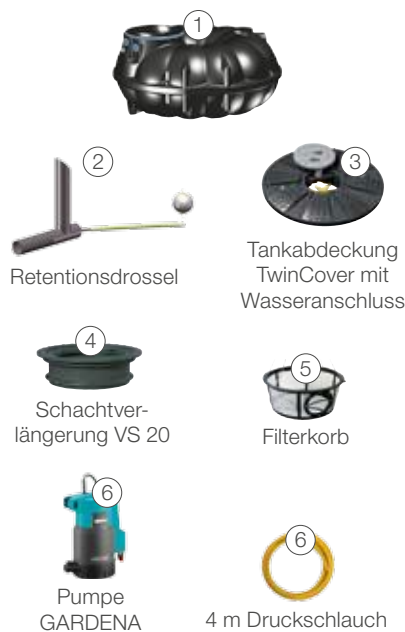 1
2
3
Retentionsdrossel
Tankabdeckung
TwinCover mit
Wasseranschluss
4
5
Schachtver-
längerung VS 20
Filterkorb
6
6
Pumpe
GARDENA
4 m Druckschlauch